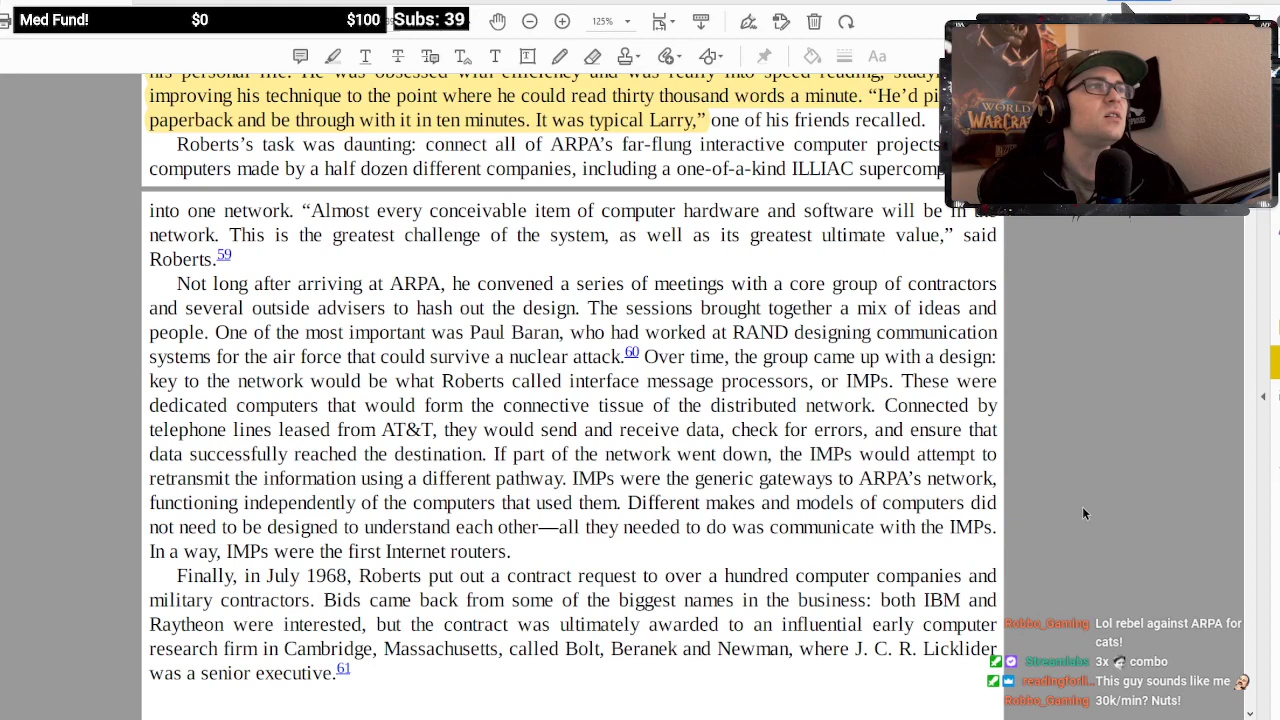 Med Fund! $0 $100 Subs: 39
125%
Aa
his personal life. He was obsessed with efficiency and was really into speed reading,
improving his technique to the point where he could read thirty thousand words a minute. “He’d
paperback and be through with it in ten minutes. It was typical Larry,” one of his friends recalled.
Roberts’s task was daunting: connect all of ARPA’s far-flung interactive computer projects
computers made by a half dozen different companies, including a one-of-a-kind ILLIAC
into one network. “Almost every conceivable item of computer hardware and software will be in the
network. This is the greatest challenge of the system, as well as its greatest ultimate value,” said
Roberts.59
Not long after arriving at ARPA, he convened a series of meetings with a core group of contractors
and several outside advisers to hash out the design. The sessions brought together a mix of ideas and
people. One of the most important was Paul Baran, who had worked at RAND designing communication
systems for the air force that could survive a nuclear attack.60 Over time, the group came up with a design:
key to the network would be what Roberts called interface message processors, or IMPs. These were
dedicated computers that would form the connective tissue of the distributed network. Connected by
telephone lines leased from AT&T, they would send and receive data, check for errors, and ensure that
data successfully reached the destination. If part of the network went down, the IMPs would attempt to
retransmit the information using a different pathway. IMPs were the generic gateways to ARPA’s network,
functioning independently of the computers that used them. Different makes and models of computers did
not need to be designed to understand each other—all they needed to do was communicate with the IMPs.
In a way, IMPs were the first Internet routers.
Finally, in July 1968, Roberts put out a contract request to over a hundred computer companies and
military contractors. Bids came back from some of the biggest names in the business: both IBM and
Raytheon were interested, but the contract was ultimately awarded to an influential early computer
research firm in Cambridge, Massachusetts, called Bolt, Beranek and Newman, where J. C. R. Licklider
was a senior executive.61
WORLD
WARCRAFT
Robbo_Gaming Lol rebel against ARPA for
cats!
Streamlabs 3x combo
readingforli... This guy sounds like me
Robbo_Gaming 30k/min? Nuts!